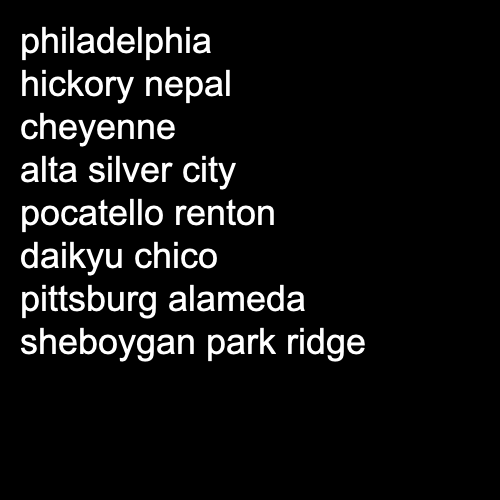 philadelphia
hickory nepal
cheyenne
alta silver city
pocatello renton
daikyu chico
pittsburg alameda
sheboygan park ridge